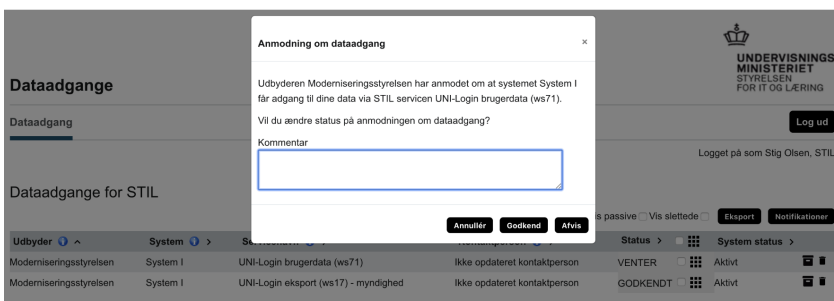 Anmodning om dataadgang ×
UNDERVISNINGS
MINISTERIET
STYRELSEN
FOR IT OG LÆRING
Dataadgange
Udbyderen Moderniseringsstyrelsen har anmodet om at systemet System I
får adgang til dine data via STIL servicen UNI-Login brugerdata (ws71).
Vil du ændre status på anmodningen om dataadgang?
Dataadgang
Log ud
Kommentar
Logget på som Stig Olsen, STIL
Dataadgange for STIL
Annullér Godkend Afvis
is passive Vis slettede Eksport Notifikationer
Udbyder System Status System status
Moderniseringsstyrelsen System I UNI-Login brugerdata (ws71) Ikke opdateret kontaktperson VENTER Aktivt
Moderniseringsstyrelsen System I UNI-Login eksport (ws17) - myndighed Ikke opdateret kontaktperson GODKENDT Aktivt